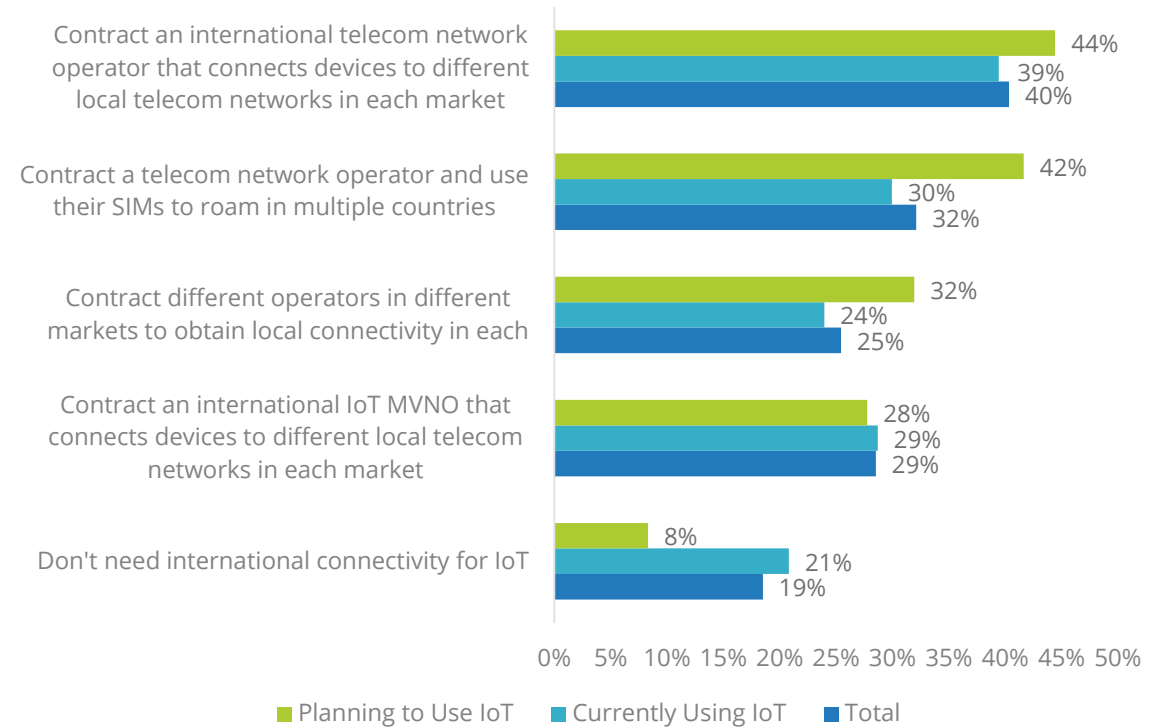 Contract an international telecom network
operator that connects devices to different
local telecom networks in each market
44%
39%
40%
Contract a telecom network operator and use
their SIMs to roam in multiple countries
42%
30%
32%
Contract different operators in different
markets to obtain local connectivity in each
32%
24%
25%
Contract an international IoT MVNO that
connects devices to different local telecom
networks in each market
28%
29%
29%
Don't need international connectivity for IoT
8%
21%
19%
0% 5% 10% 15% 20% 25% 30% 35% 40% 45% 50%
Planning to Use IoT Currently Using IoT Total